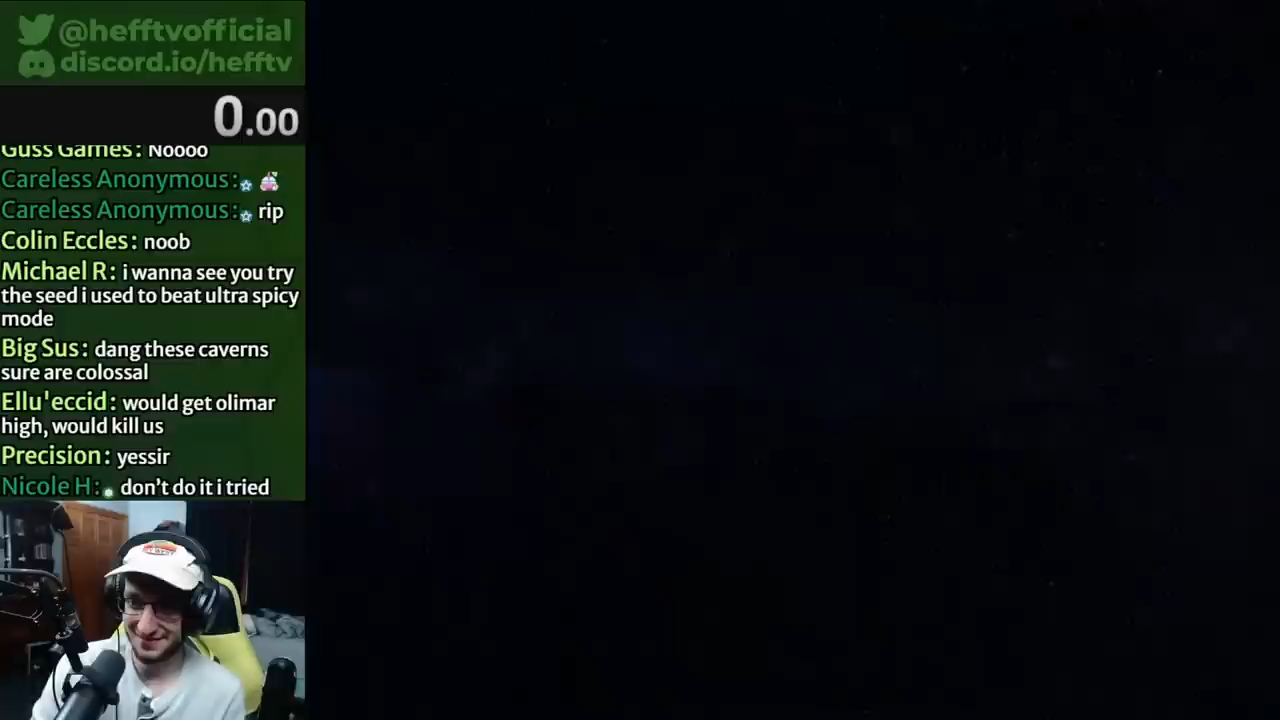 @hefftvofficial
discord.io/hefftv
0.00
Guss Games: Noooo
Careless Anonymous:
Careless Anonymous: rip
Colin Eccles: noob
Michael R: i wanna see you try
the seed i used to beat ultra spicy
mode
Big Sus: dang these caverns
sure are colossal
Ellu'eccid: would get olimar
high, would kill us
Precision: yessir
Nicole H: don't do it i tried